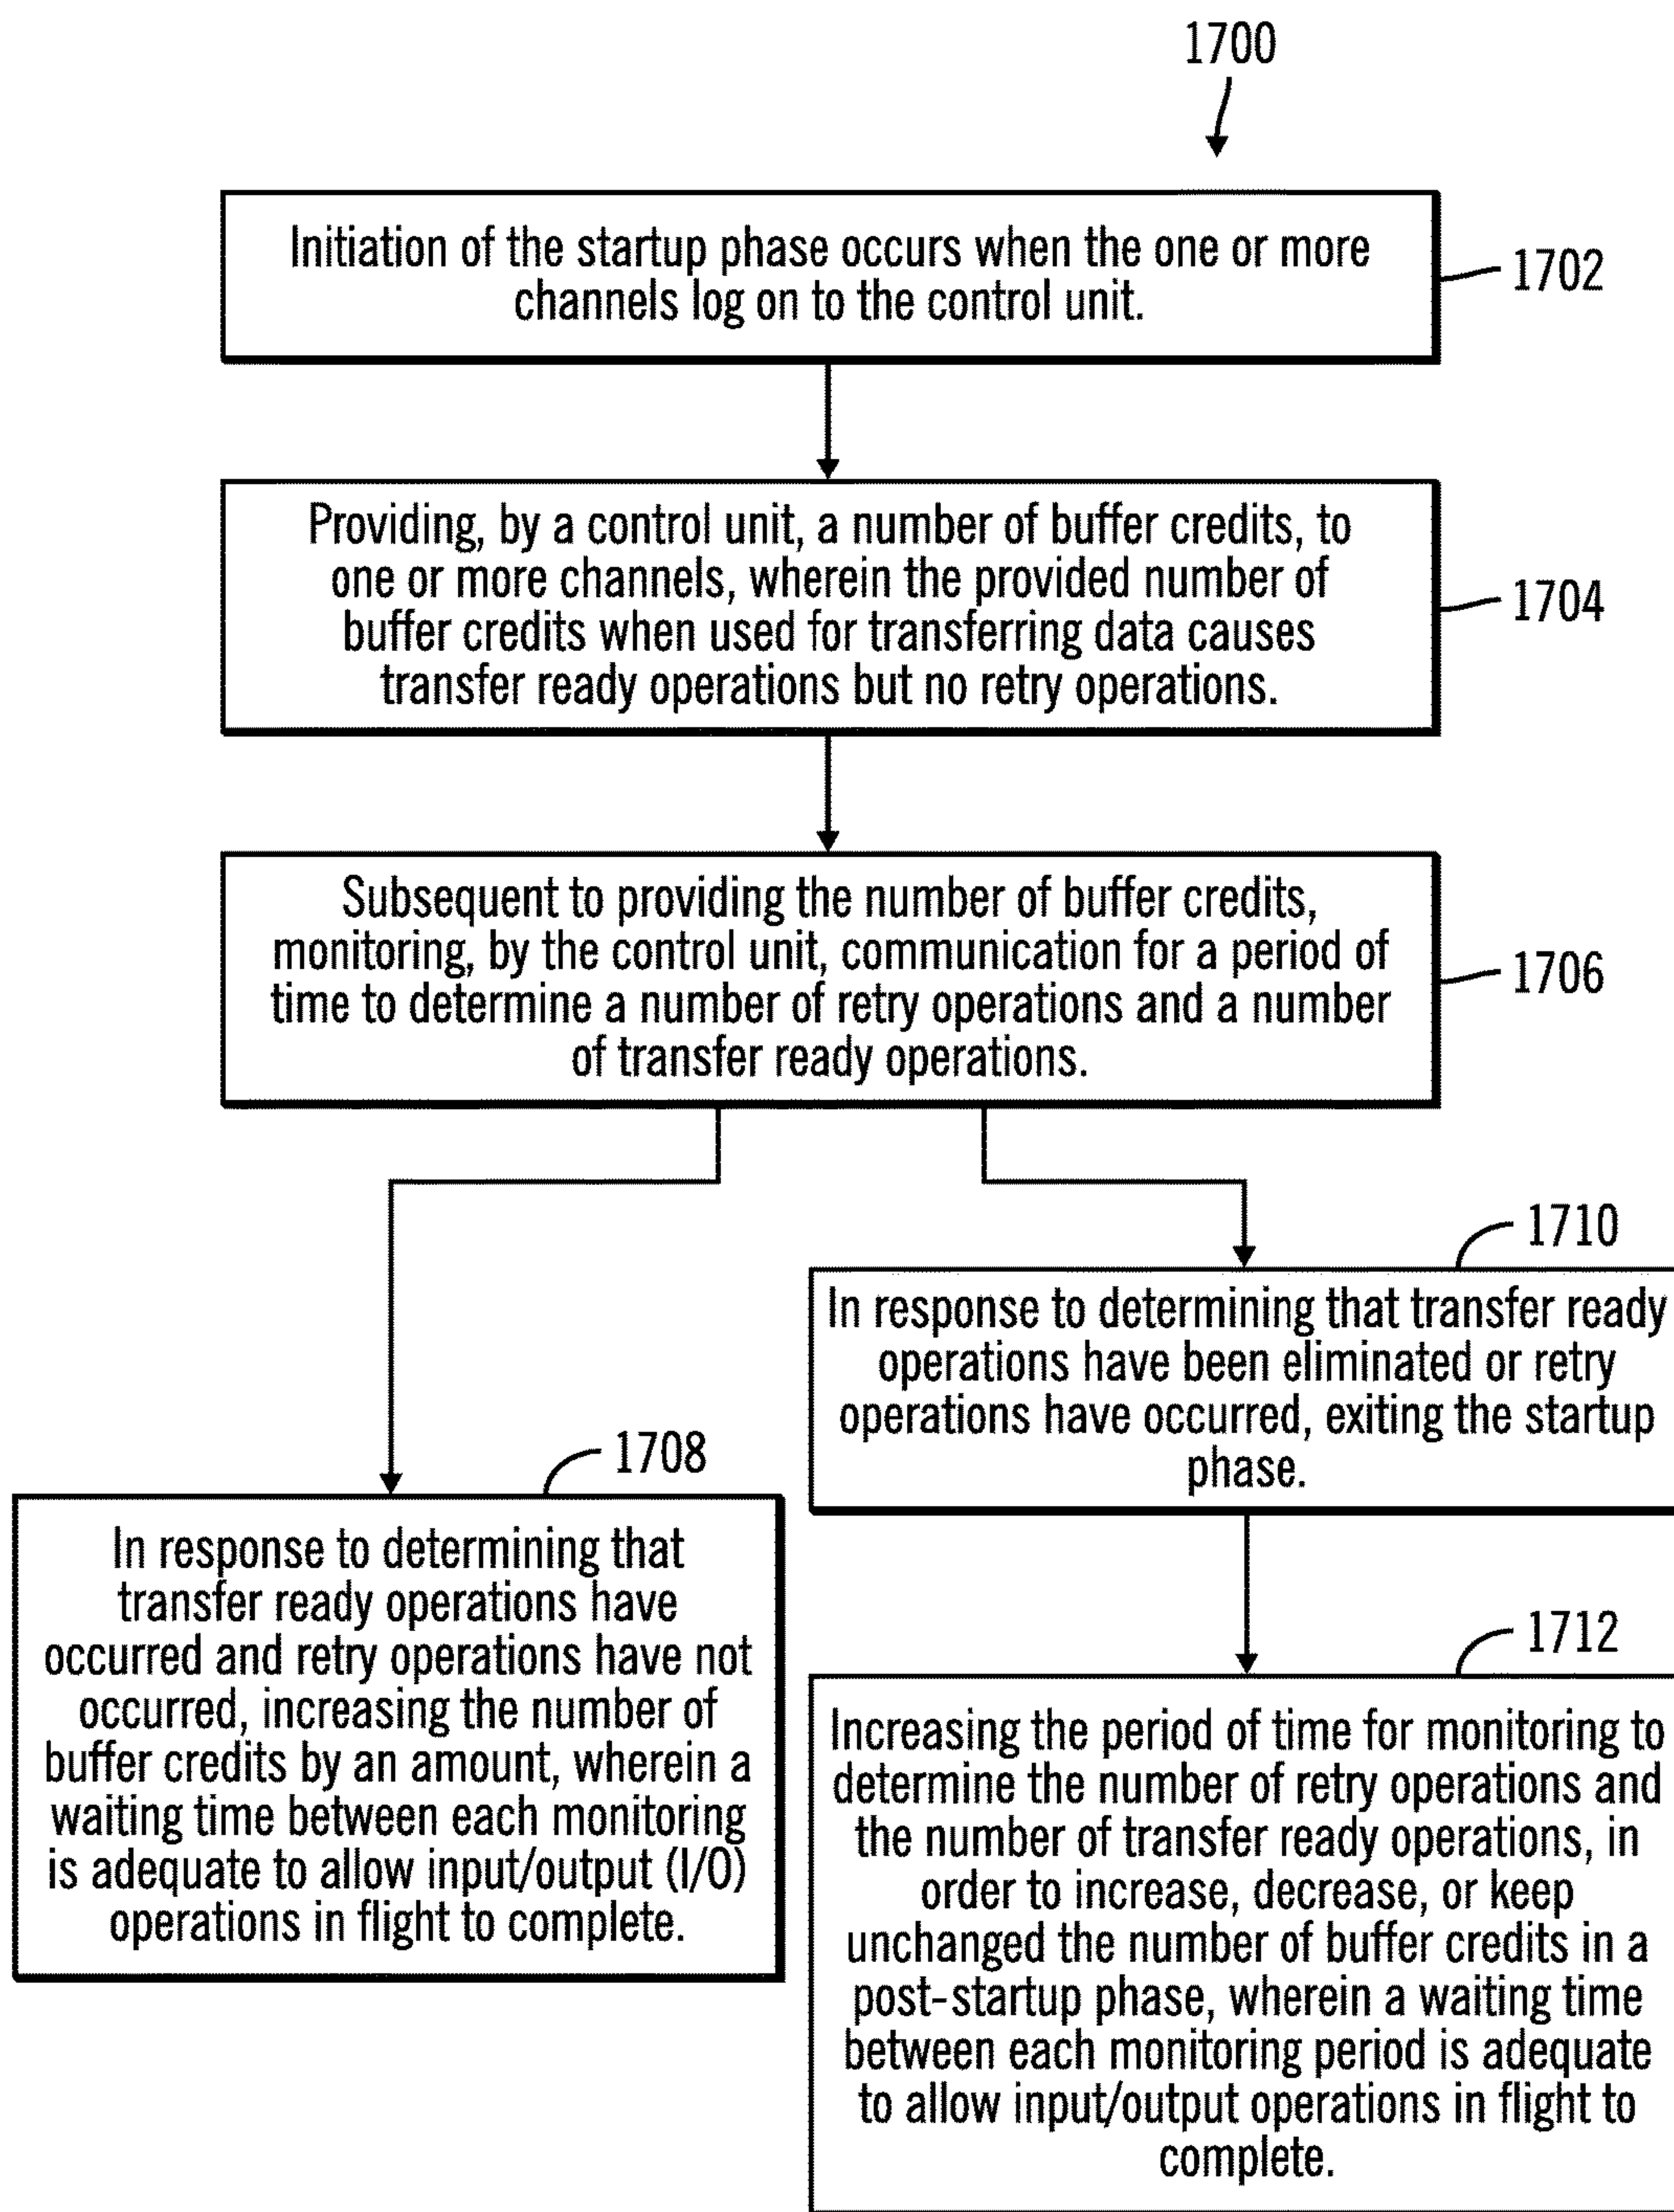 1700
Initiation of the startup phase occurs when the one or more
channels log on to the control unit.
1702
Providing, by a control unit, a number of buffer credits, to
one or more channels, wherein the provided number of
buffer credits when used for transferring data causes
transfer ready operations but no retry operations.
1704
Subsequent to providing the number of buffer credits,
monitoring, by the control unit, communication for a period of
time to determine a number of retry operations and a number
of transfer ready operations.
1706
1708
In response to determining that
transfer ready operations have
occurred and retry operations have not
occurred, increasing the number of
buffer credits by an amount, wherein a
waiting time between each monitoring
is adequate to allow input/output (I/O)
operations in flight to complete.
1710
In response to determining that transfer ready
operations have been eliminated or retry
operations have occurred, exiting the startup
phase.
1712
Increasing the period of time for monitoring to
determine the number of retry operations and
the number of transfer ready operations, in
order to increase, decrease, or keep
unchanged the number of buffer credits in a
post-startup phase, wherein a waiting time
between each monitoring period is adequate
to allow input/output operations in flight to
complete.